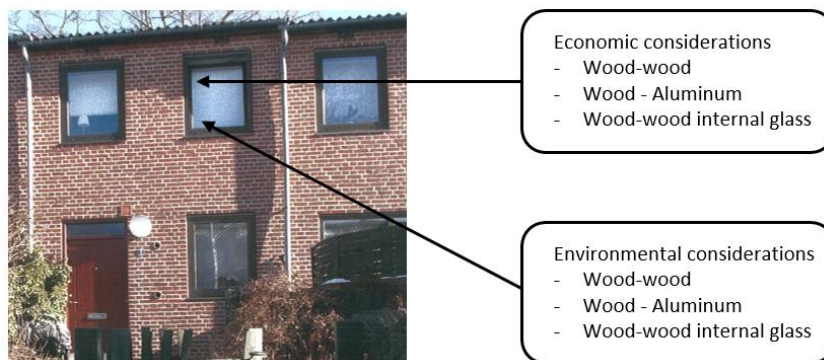 Economic considerations
- Wood-wood
- Wood - Aluminum
- Wood-wood internal glass
Environmental considerations
- Wood-wood
- Wood - Aluminum
- Wood-wood internal glass